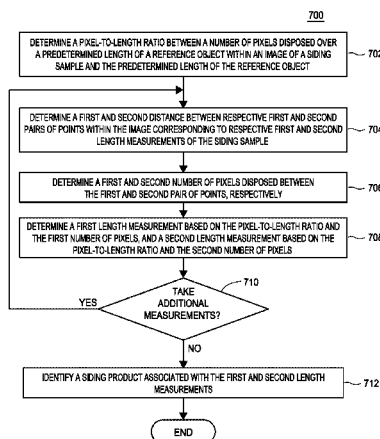 700
DETERMINE A PIXEL-TO-LENGTH RATIO BETWEEN A NUMBER OF PIXELS DISPOSED OVER
A PREDETERMINED LENGTH OF A REFERENCE OBJECT WITHIN AN IMAGE OF A SIDING
SAMPLE AND THE PREDETERMINED LENGTH OF THE REFERENCE OBJECT
702
DETERMINE A FIRST AND SECOND DISTANCE BETWEEN RESPECTIVE FIRST AND SECOND
PAIRS OF POINTS WITHIN THE IMAGE CORRESPONDING TO RESPECTIVE FIRST AND SECOND
LENGTH MEASUREMENTS OF THE SIDING SAMPLE
704
DETERMINE A FIRST AND SECOND NUMBER OF PIXELS DISPOSED BETWEEN
THE FIRST AND SECOND PAIR OF POINTS, RESPECTIVELY
706
DETERMINE A FIRST LENGTH MEASUREMENT BASED ON THE PIXEL-TO-LENGTH RATIO AND
THE FIRST NUMBER OF PIXELS, AND A SECOND LENGTH MEASUREMENT BASED ON THE
PIXEL-TO-LENGTH RATIO AND THE SECOND NUMBER OF PIXELS
708
710
TAKE
ADDITIONAL
MEASUREMENTS?
YES
NO
IDENTIFY A SIDING PRODUCT ASSOCIATED WITH THE FIRST AND SECOND LENGTH
MEASUREMENTS
712
END